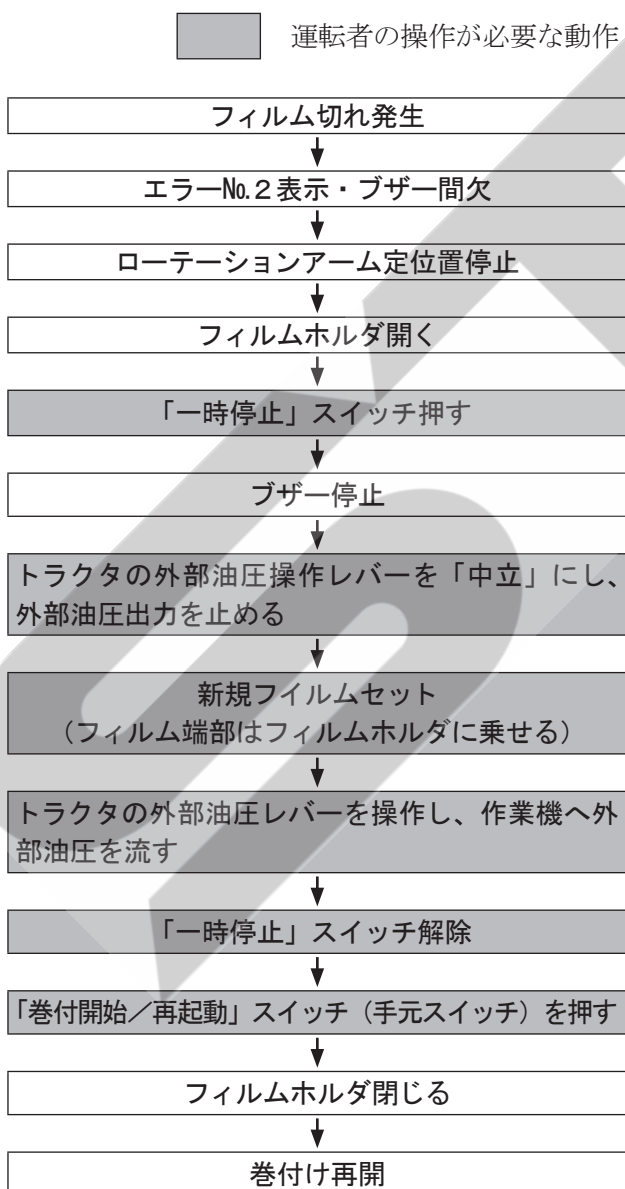 運転者の操作が必要な動作
フィルム切れ発生
エラー№２表示・ブザー間欠
ローテーションアーム定位置停止
フィルムホルダ開く
「一時停止」スイッチ押す
ブザー停止
トラクタの外部油圧操作レバーを「中立」にし、
外部油圧出力を止める
新規フイルムセット
（フィルム端部はフィルムホルダに乗せる）
トラクタの外部油圧レバーを操作し、作業機へ外
部油圧を流す
「一時停止」スイッチ解除
「巻付開始／再起動」スイッチ（手元スイッチ）を押す
フィルムホルダ閉じる
巻付け再開